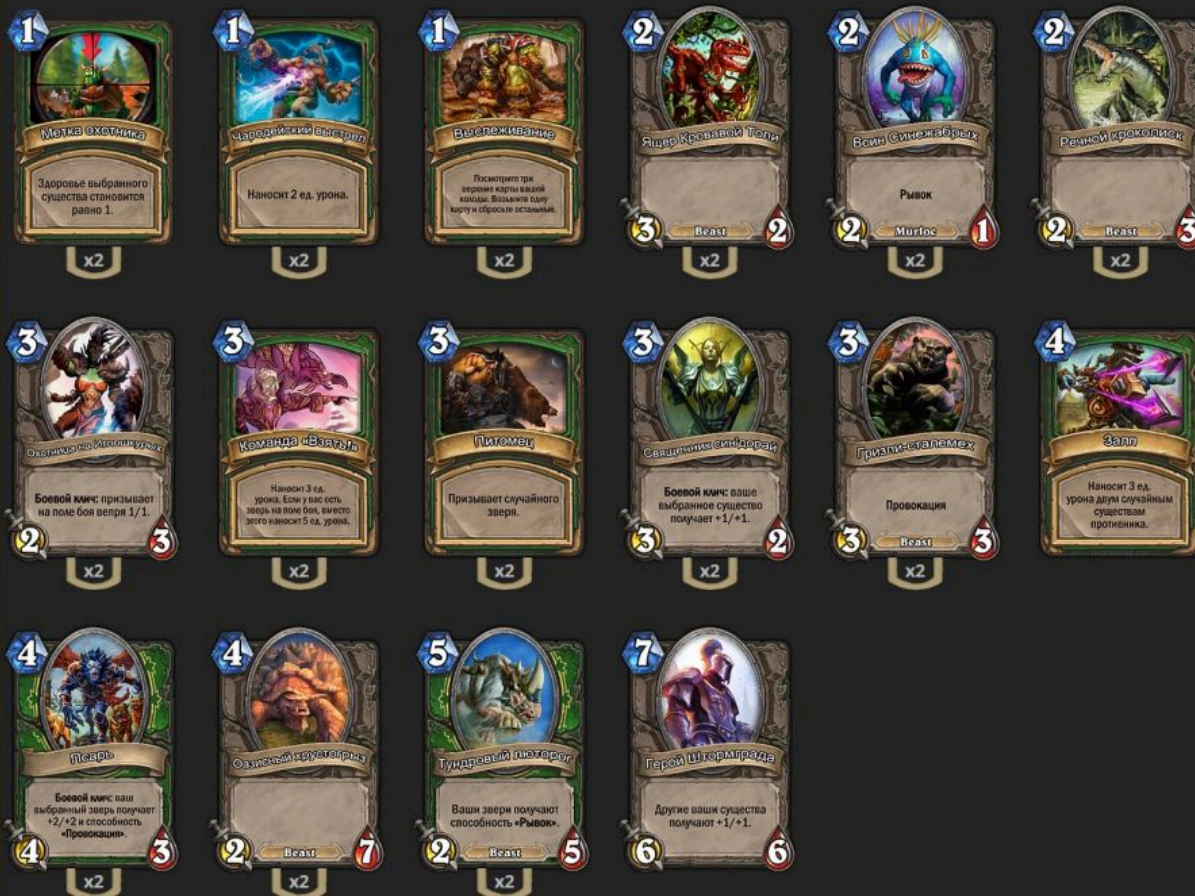 1
Метка охотника
Здоровье выбранного
существа становится
равно 1.
x2
1
Чародейский выстрел
Наносит 2 ед. урона.
x2
1
Выслеживание
Посмотрите три
верхние карты вашей
колоды. Возьмите одну
карту и сбросьте остальные.
x2
2
Ящер Кровавой Топи
3 Beast 2
x2
2
Воин Синежабрых
Рывок
2 Murloc 1
x2
2
Речной кроколиск
2 Beast 3
x2
3
Охотница на Иглошкурых
Боевой клич: призывает
на поле боя вепря 1/1.
2 3
x2
3
Команда «Взять!»
Наносит 3 ед.
урона. Если у вас есть
зверь на поле боя, вместо
этого наносит 5 ед. урона.
x2
3
Питомец
Призывает случайного
зверя.
x2
3
Священник син'дорай
Боевой клич: ваше
выбранное существо
получает +1/+1.
3 2
x2
3
Гризли-сталемех
Провокация
3 Beast 3
x2
4
Залп
Наносит 3 ед.
урона двум случайным
существам
противника.
4
Псарь
Боевой клич: ваш
выбранный зверь получает
+2/+2 и способность
«Провокация».
4 3
x2
4
Оазисный хрустогрыз
2 Beast 7
x2
5
Тундровый люторог
Ваши звери получают
способность «Рывок».
2 Beast 5
x2
7
Герой Штормграда
Другие ваши существа
получают +1/+1.
6 6